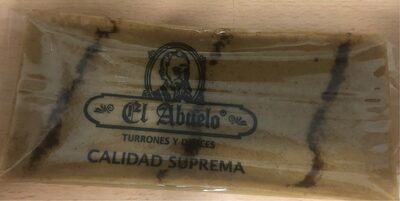 El Abuelo®
TURRONES Y DULCES
CALIDAD SUPREMA